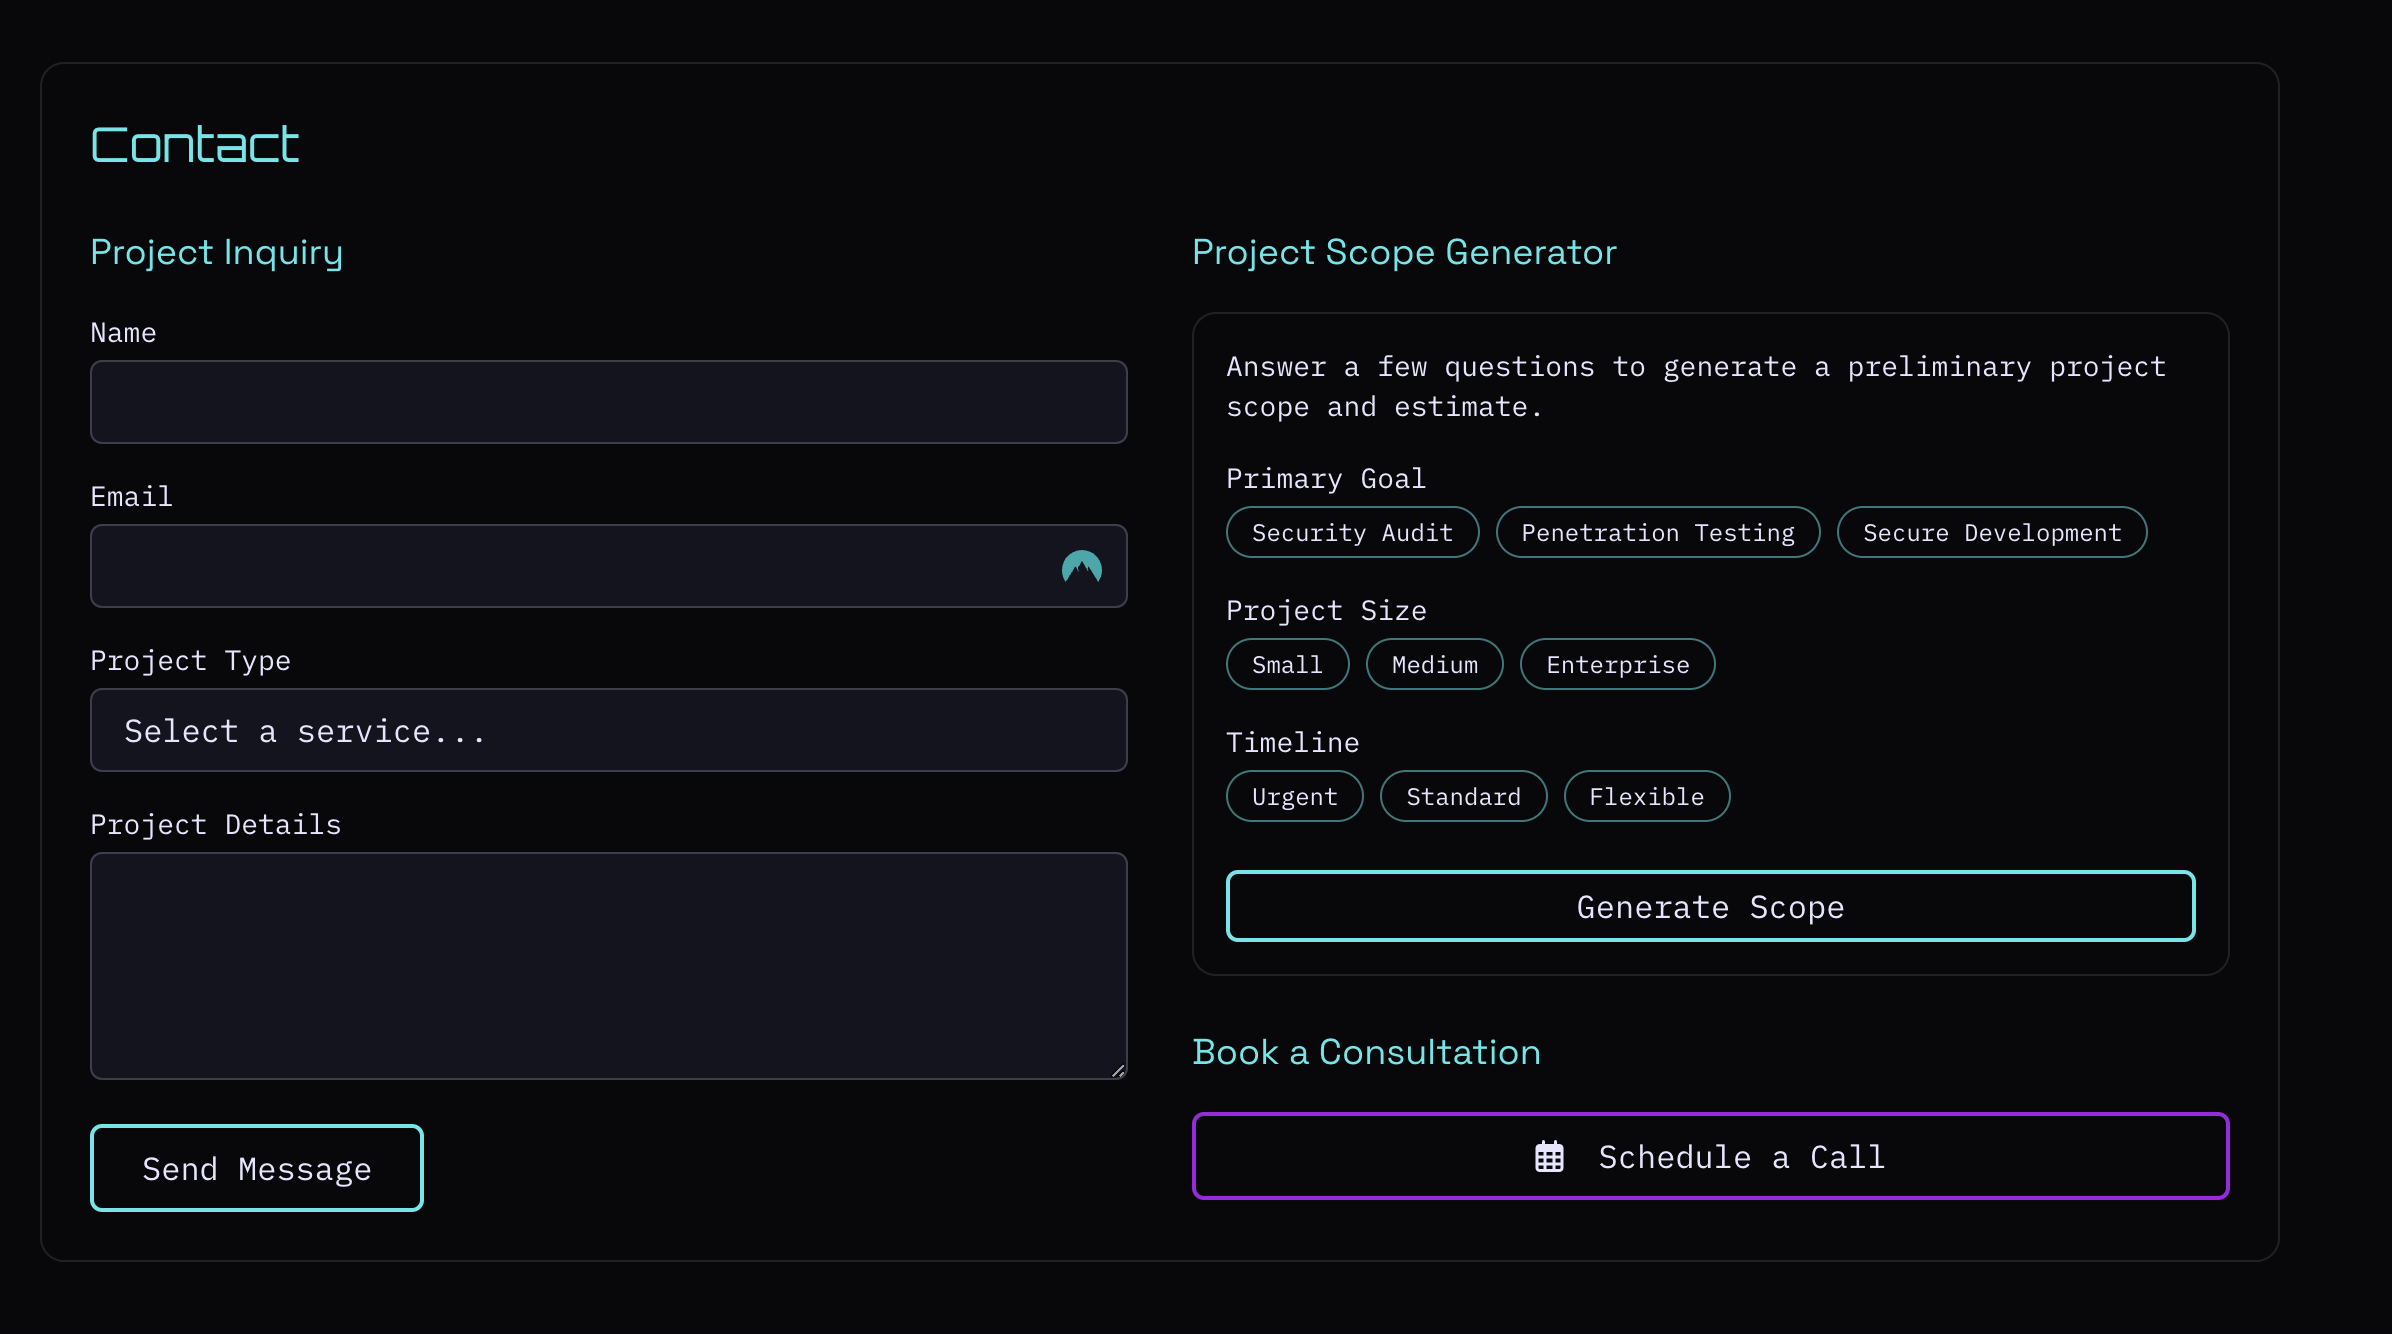 Contact
Project Inquiry
Name
Email
Project Type
Select a service...
Project Details
Send Message
Project Scope Generator
Answer a few questions to generate a preliminary project
scope and estimate.
Primary Goal
Security Audit
Penetration Testing
Secure Development
Project Size
Small
Medium
Enterprise
Timeline
Urgent
Standard
Flexible
Generate Scope
Book a Consultation
Schedule a Call